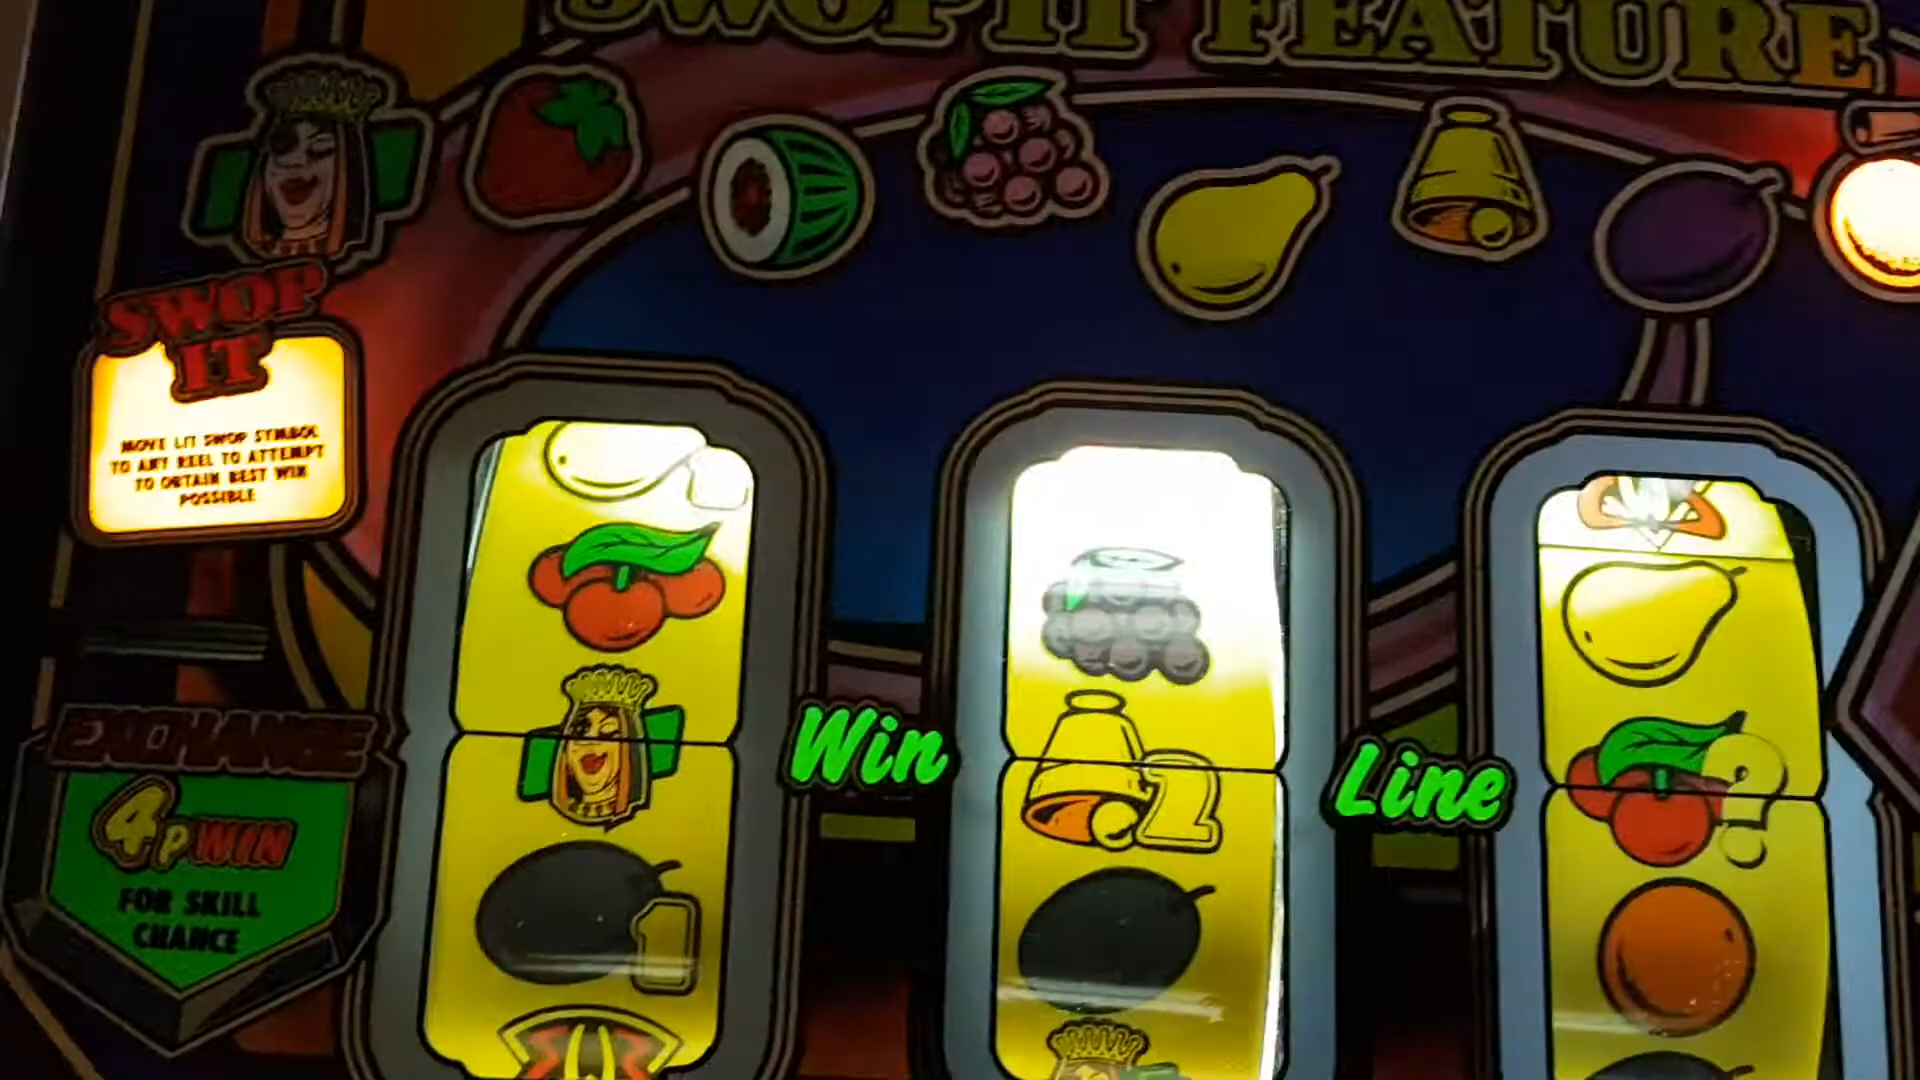 SWOP IT FEATURE
SWOP
IT
MOVE LIT SWOP SYMBOL
TO ANY REEL TO ATTEMPT
TO OBTAIN BEST WIN
POSSIBLE
Win
Line
2
?
EXCHANGE
4p WIN
FOR SKILL
CHANCE
1